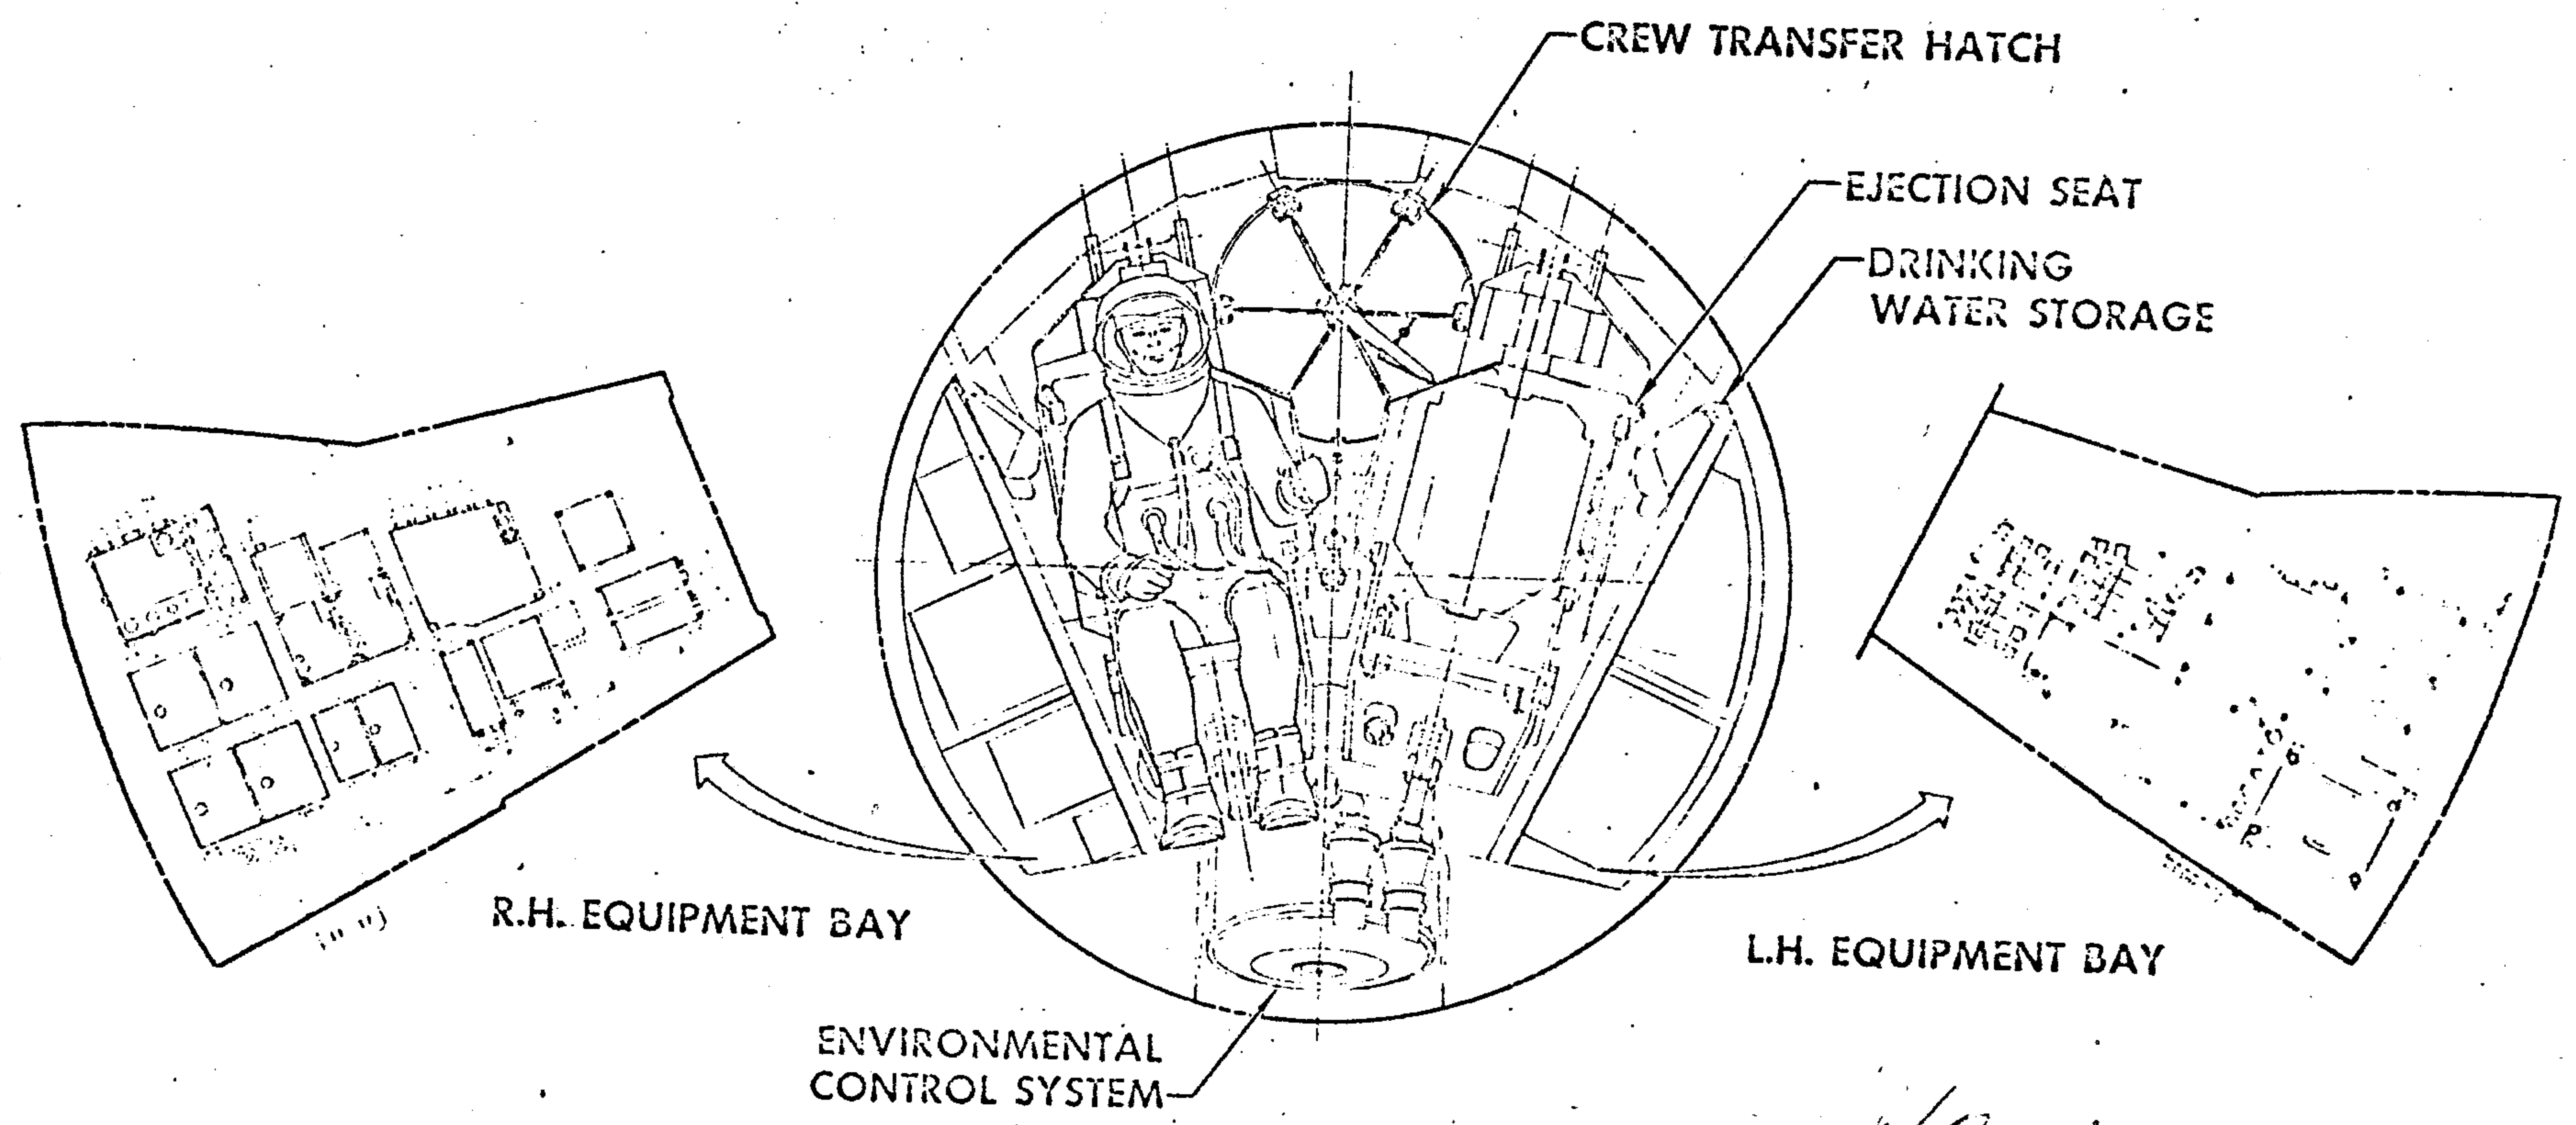 CREW TRANSFER HATCH
EJECTION SEAT
DRINKING
WATER STORAGE
R.H. EQUIPMENT BAY
L.H. EQUIPMENT BAY
ENVIRONMENTAL
CONTROL SYSTEM